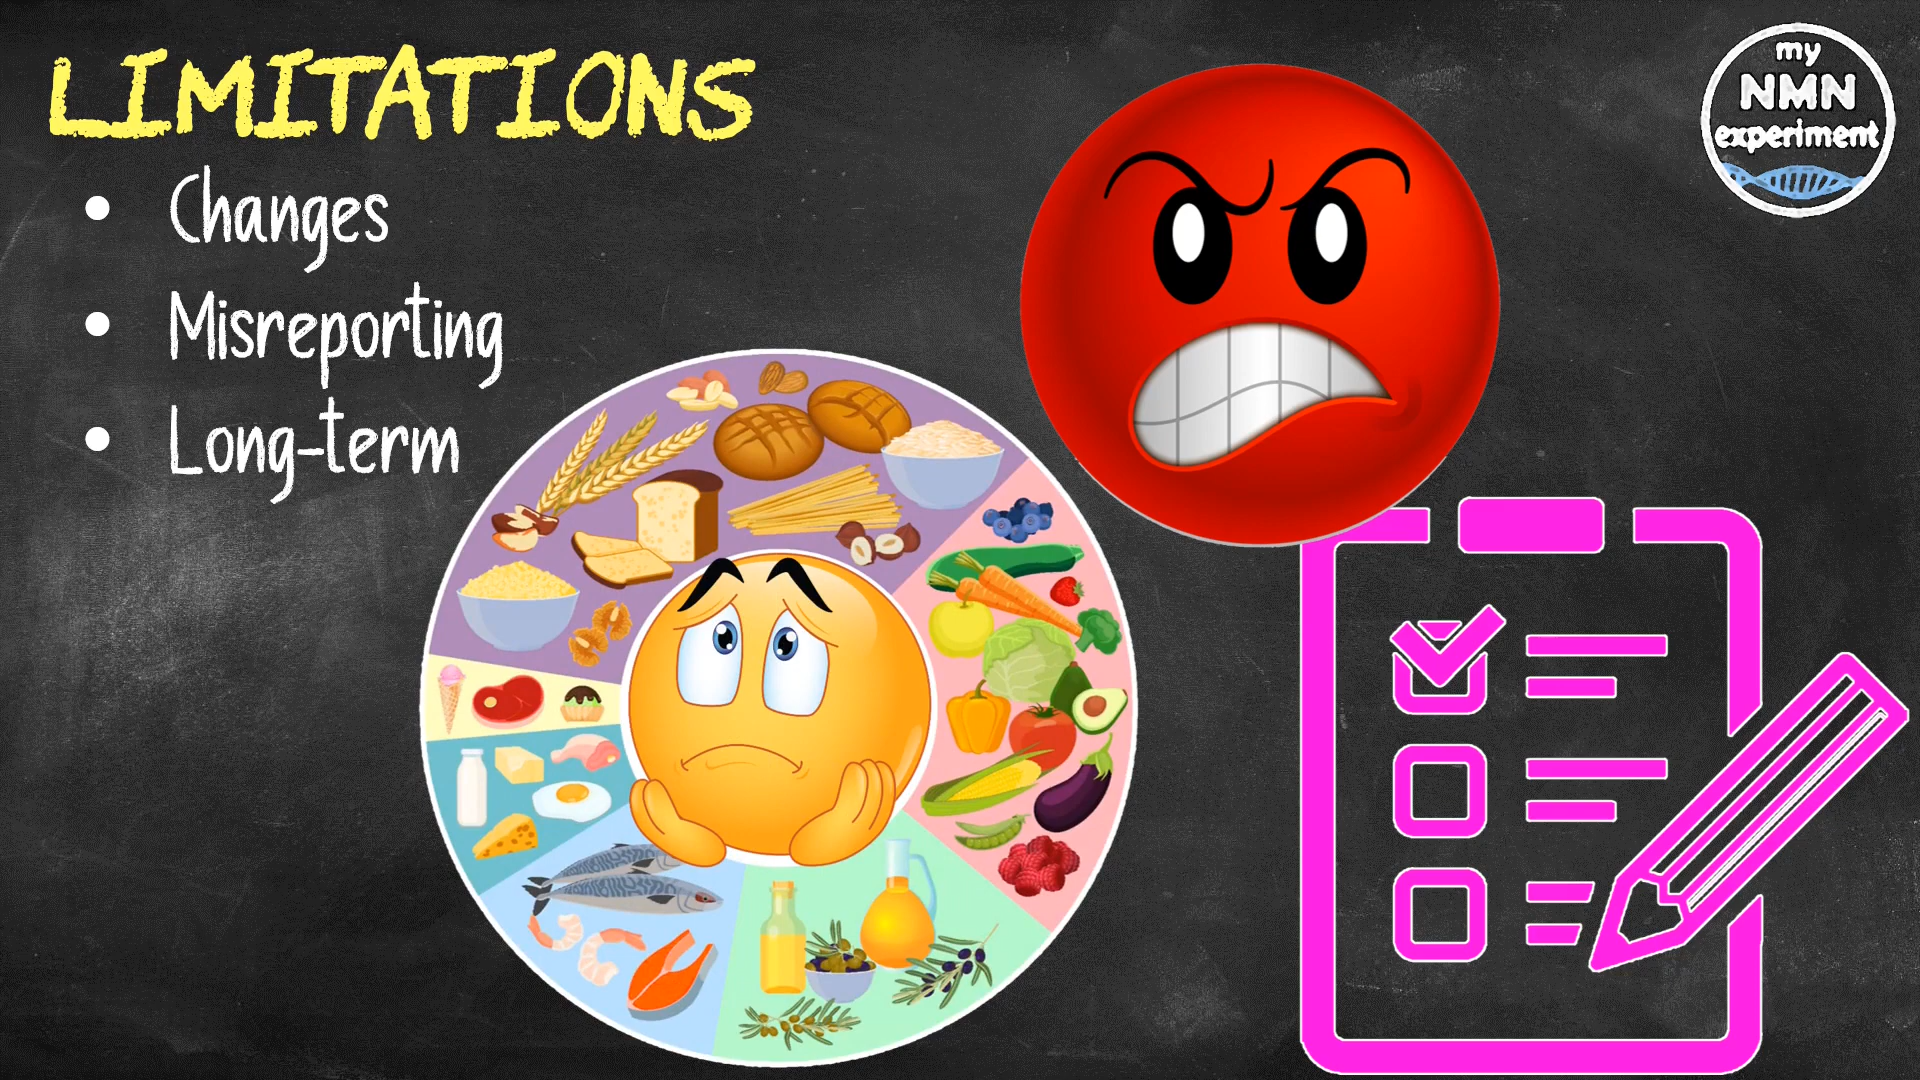 LIMITATIONS
Changes
Misreporting
Long-term
my
NMN
experiment